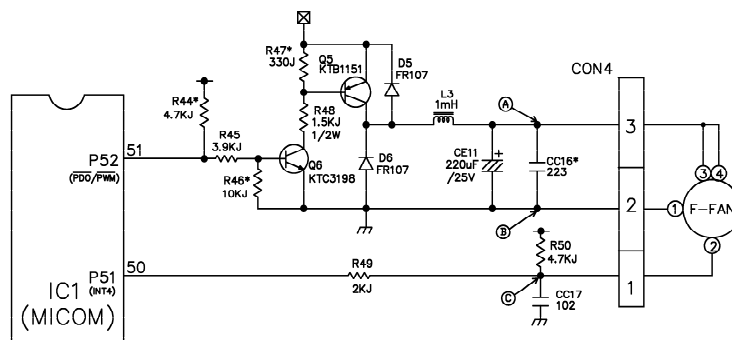 R47*
330J
Q5
KTB1151
D5
FR107
CON4
R44*
4.7KJ
R48
1.5KJ
1/2W
L3
1mH
A
3
3
4
P52
(PDO/PWM)
51
R45
3.9KJ
R46*
10KJ
Q6
KTC3198
D6
FR107
CE11
+
220uF
/25V
CC16*
223
2
1
F-FAN
B
2
P51
(INT4)
50
R49
2KJ
R50
4.7KJ
C
CC17
102
1
IC1
(MICOM)